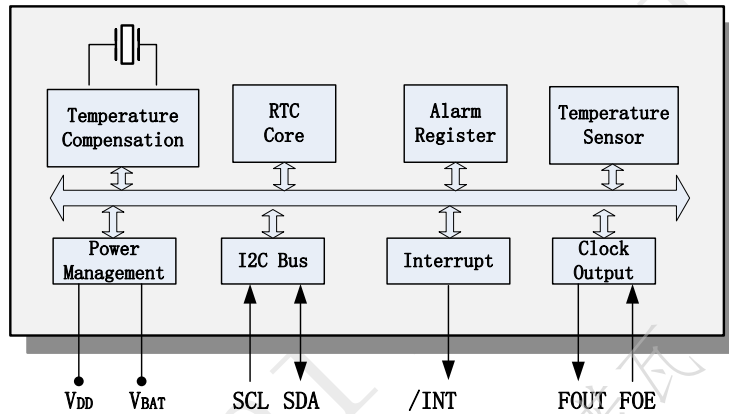 Temperature
Compensation
RTC
Core
Alarm
Register
Temperature
Sensor
Power
Management
I2C Bus
Interrupt
Clock
Output
VDD
VBAT
SCL
SDA
/INT
FOUT
FOE